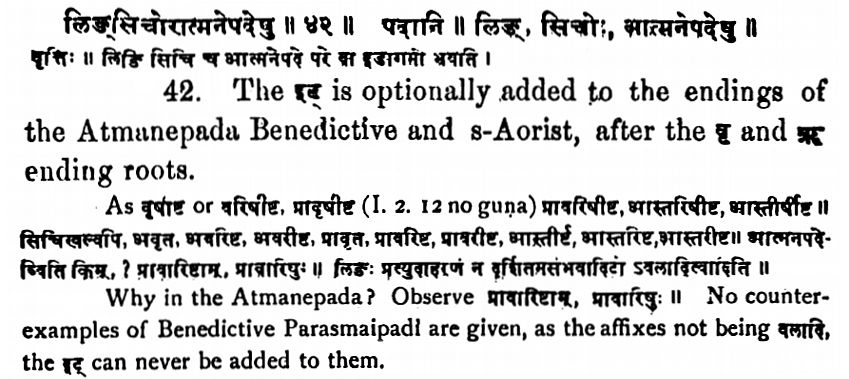 लिङ्सिचोरात्मनेपदेषु ॥ ४२ ॥ पदानि ॥ लिङ्, सिचोः, आत्मनेपदेषु ॥
वृत्तिः ॥ लिङि सिचि च आत्मनेपदे परे वा इडागमो भवति ।
42. The इट् is optionally added to the endings of
the Atmanepada Benedictive and s-Aorist, after the वृ and ॠ
ending roots.
As वृषीष्ट or वरिषीष्ट, प्रावृषीष्ट (I. 2. 12 no guṇa) प्रावरिषीष्ट, आस्तरिषीष्ट, आस्तीर्षीष्ट ॥
सिचिखल्वपि, अवृत, अवरिष्ट, अवरीष्ट, प्रावृत, प्रावरिष्ट, प्रावरीष्ट, आस्तीर्ष्ट, आस्तरिष्ट, आस्तरीष्ट॥ आत्मनपदे-
ष्विति किम्, ? प्रावारिष्टाम्, प्रावारिषुः ॥ लिङः प्रत्युदाहरणं न दर्शितमसंभवादिटो ऽवलादित्वादिति ॥
Why in the Atmanepada? Observe प्रावारिष्टाम्, प्रावारिषुः ॥ No counter-
examples of Benedictive Parasmaipadi are given, as the affixes not being वलादि,
the इट् can never be added to them.